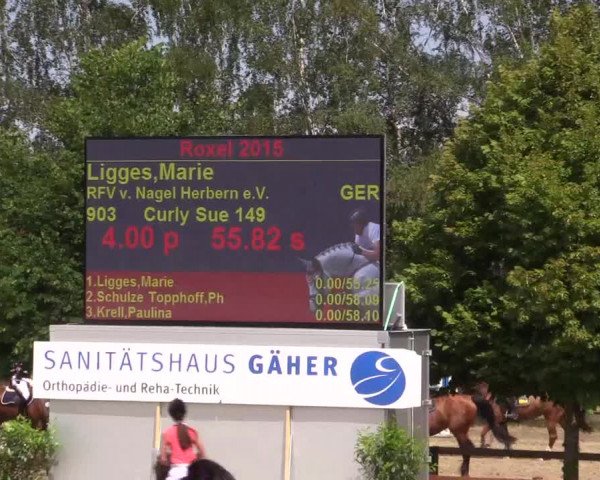 Roxel 2015
Ligges,Marie
RFV v. Nagel Herbern e.V. GER
903 Curly Sue 149
4.00 p 55.82 s
1.Ligges,Marie 0.00/55.25
2.Schulze Topphoff,Ph 0.00/58.09
3.Krell,Paulina 0.00/58.10
SANITÄTSHAUS GÄHER
Orthopädie- und Reha-Technik